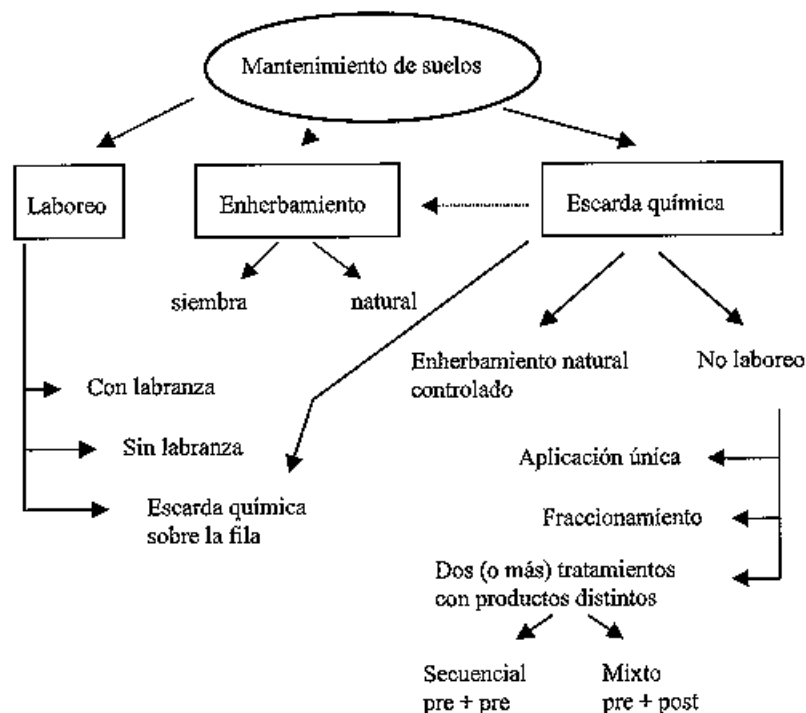 Mantenimiento de suelos
Laboreo
Enherbamiento
Escarda química
siembra
natural
Enherbamiento natural
controlado
No laboreo
Con labranza
Sin labranza
Escarda química
sobre la fila
Aplicación única
Fraccionamiento
Dos (o más) tratamientos
con productos distintos
Secuencial
pre + pre
Mixto
pre + post